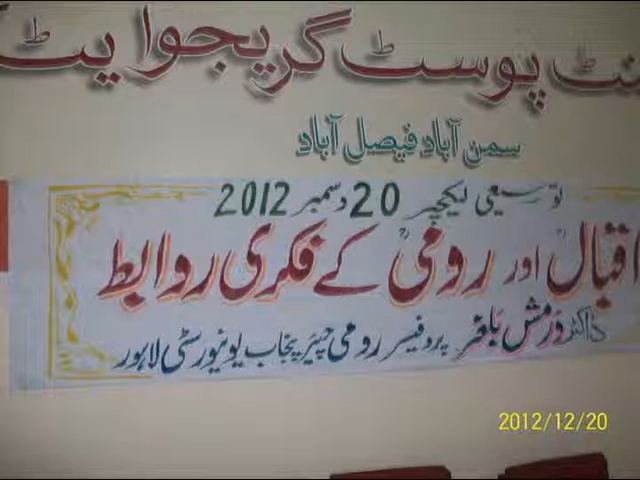 پوسٹ گریجوایٹ
سمن آباد فیصل آباد
توسیعی لیکچر 20 دسمبر 2012
اقبالؒ اور رومیؒ کے فکری روابط
ڈاکٹر درمش بلغر پروفیسر رومی چیئر پنجاب یونیورسٹی لاہور
2012/12/20